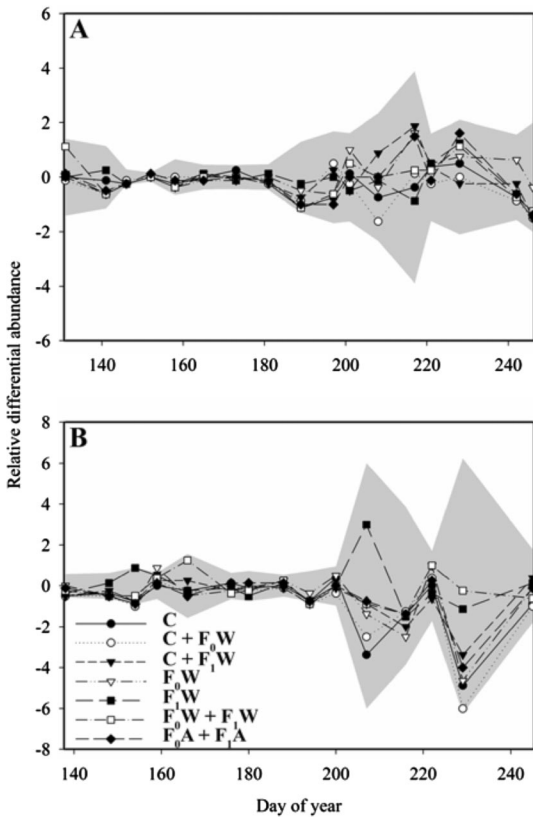 A
6
4
2
0
-2
-4
-6
140 160 180 200 220 240
Relative differential abundance
B
8
6
4
2
0
-2
-4
-6
-8
C
C + F₀W
C + F₁W
F₀W
F₁W
F₀W + F₁W
F₀A + F₁A
140 160 180 200 220 240
Day of year